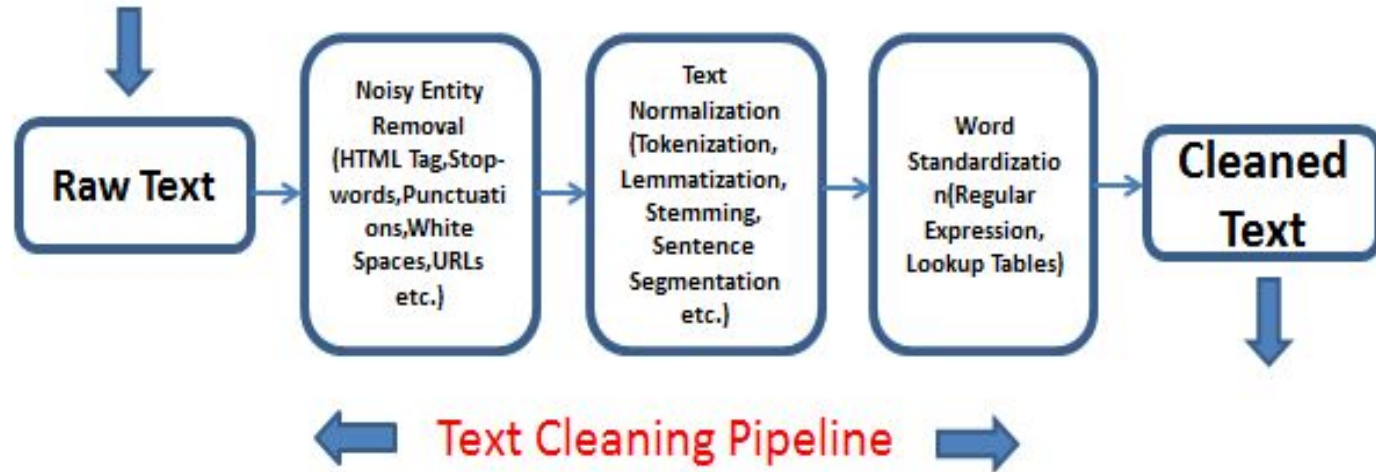 Raw Text
Noisy Entity
Removal
(HTML Tag,Stop-
words,Punctuati
ons,White
Spaces,URLs
etc.)
Text
Normalization
(Tokenization,
Lemmatization,
Stemming,
Sentence
Segmentation
etc.)
Word
Standardizatio
n(Regular
Expression,
Lookup Tables)
Cleaned
Text
Text Cleaning Pipeline